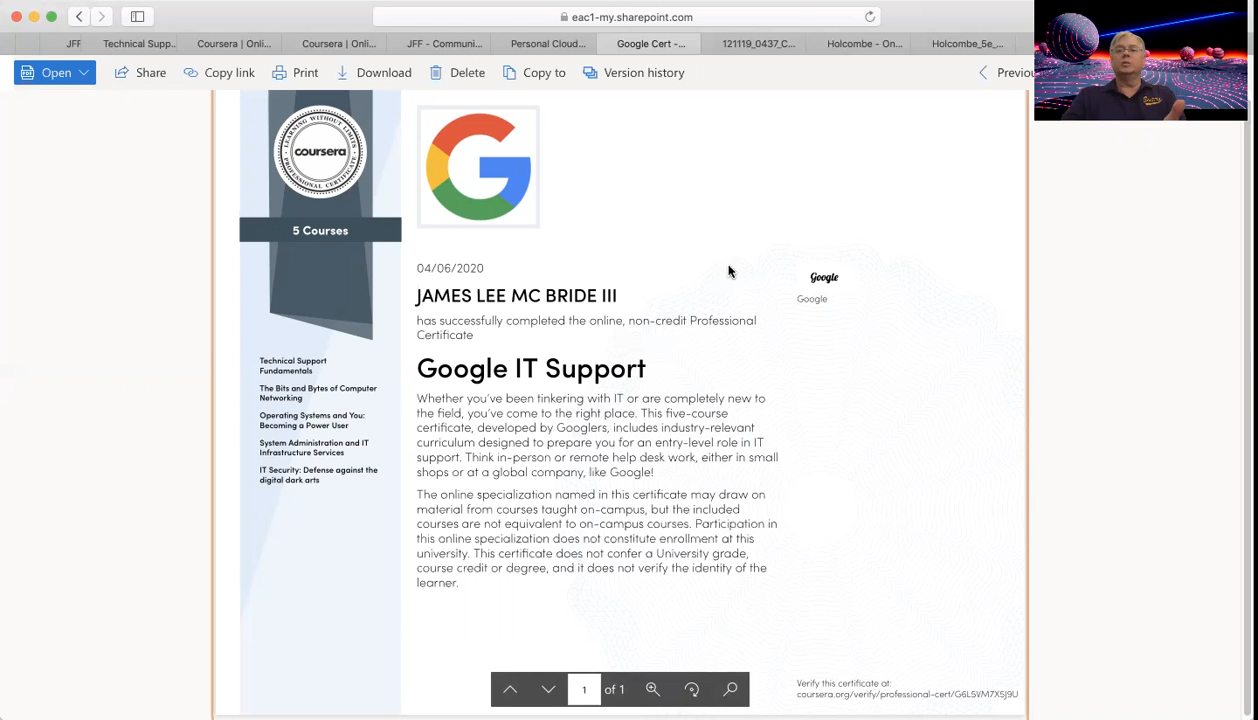 eac1-my.sharepoint.com
JFF
Technical Supp...
Coursera | Onli...
Coursera | Onli...
JFF - Communi...
Personal Cloud...
Google Cert -...
121119_0437_C...
Holcombe - On...
Holcombe_5e_...
Open
Share
Copy link
Print
Download
Delete
Copy to
Version history
Previou
LEARNING WITHOUT LIMITS
coursera
PROFESSIONAL CERTIFICATE
5 Courses
Technical Support
Fundamentals
The Bits and Bytes of Computer
Networking
Operating Systems and You:
Becoming a Power User
System Administration and IT
Infrastructure Services
IT Security: Defense against the
digital dark arts
G
04/06/2020
JAMES LEE MC BRIDE III
has successfully completed the online, non-credit Professional
Certificate
Google IT Support
Whether you've been tinkering with IT or are completely new to
the field, you've come to the right place. This five-course
certificate, developed by Googlers, includes industry-relevant
curriculum designed to prepare you for an entry-level role in IT
support. Think in-person or remote help desk work, either in small
shops or at a global company, like Google!
The online specialization named in this certificate may draw on
material from courses taught on-campus, but the included
courses are not equivalent to on-campus courses. Participation in
this online specialization does not constitute enrollment at this
university. This certificate does not confer a University grade,
course credit or degree, and it does not verify the identity of the
learner.
Google
Google
Verify this certificate at:
coursera.org/verify/professional-cert/G6L5VM7X5J9U
1 of 1